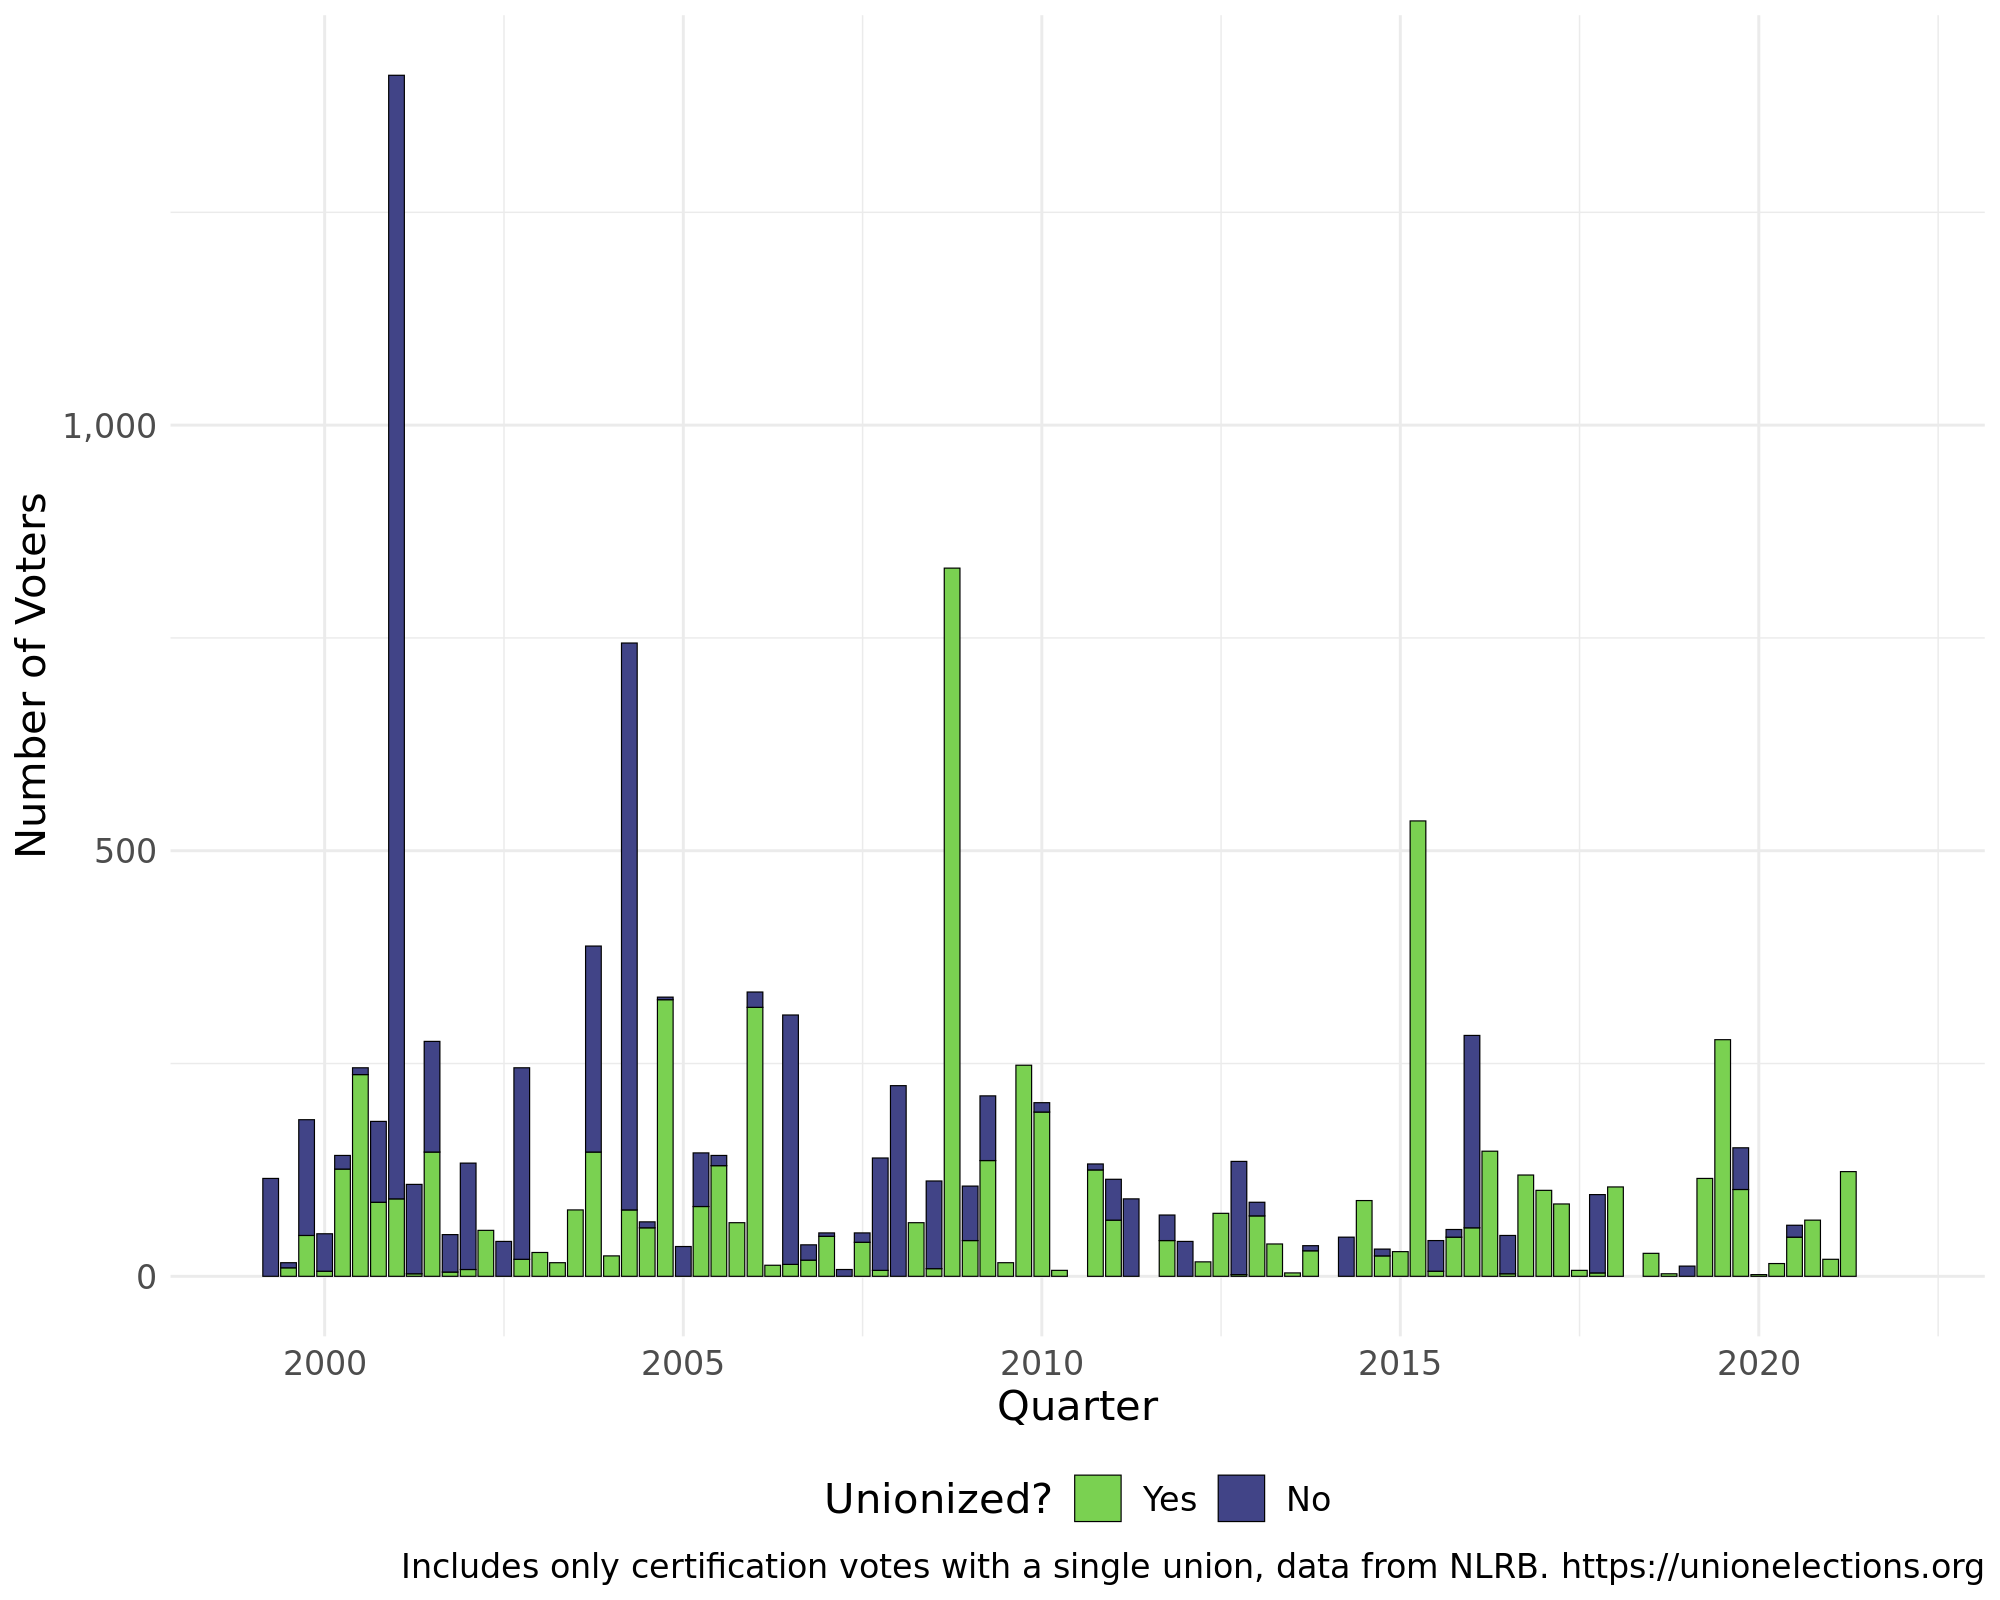 1,000
500
0
Number of Voters
2000 2005 2010 2015 2020
Quarter
Unionized? Yes No
Includes only certification votes with a single union, data from NLRB. https://unionelections.org